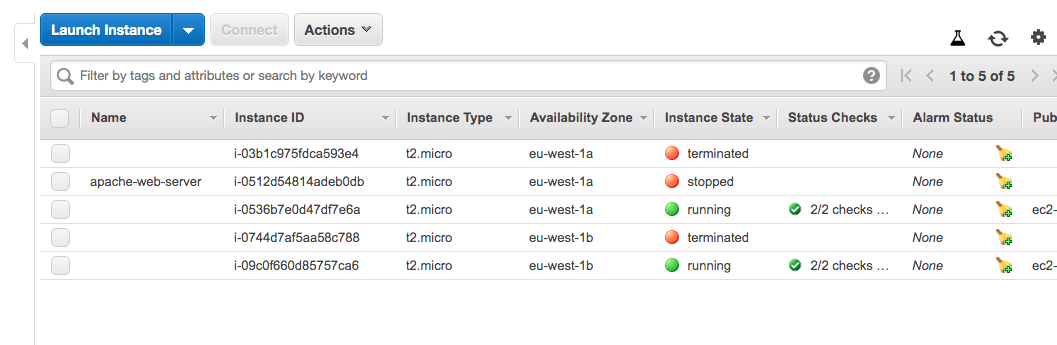 Launch Instance Connect Actions
Filter by tags and attributes or search by keyword ? 1 to 5 of 5
Name Instance ID Instance Type Availability Zone Instance State Status Checks Alarm Status Pub
i-03b1c975fdca593e4 t2.micro eu-west-1a terminated None
apache-web-server i-0512d54814adeb0db t2.micro eu-west-1a stopped None
i-0536b7e0d47df7e6a t2.micro eu-west-1a running 2/2 checks ... None ec2-
i-0744d7af5aa58c788 t2.micro eu-west-1b terminated None
i-09c0f660d85757ca6 t2.micro eu-west-1b running 2/2 checks ... None ec2-